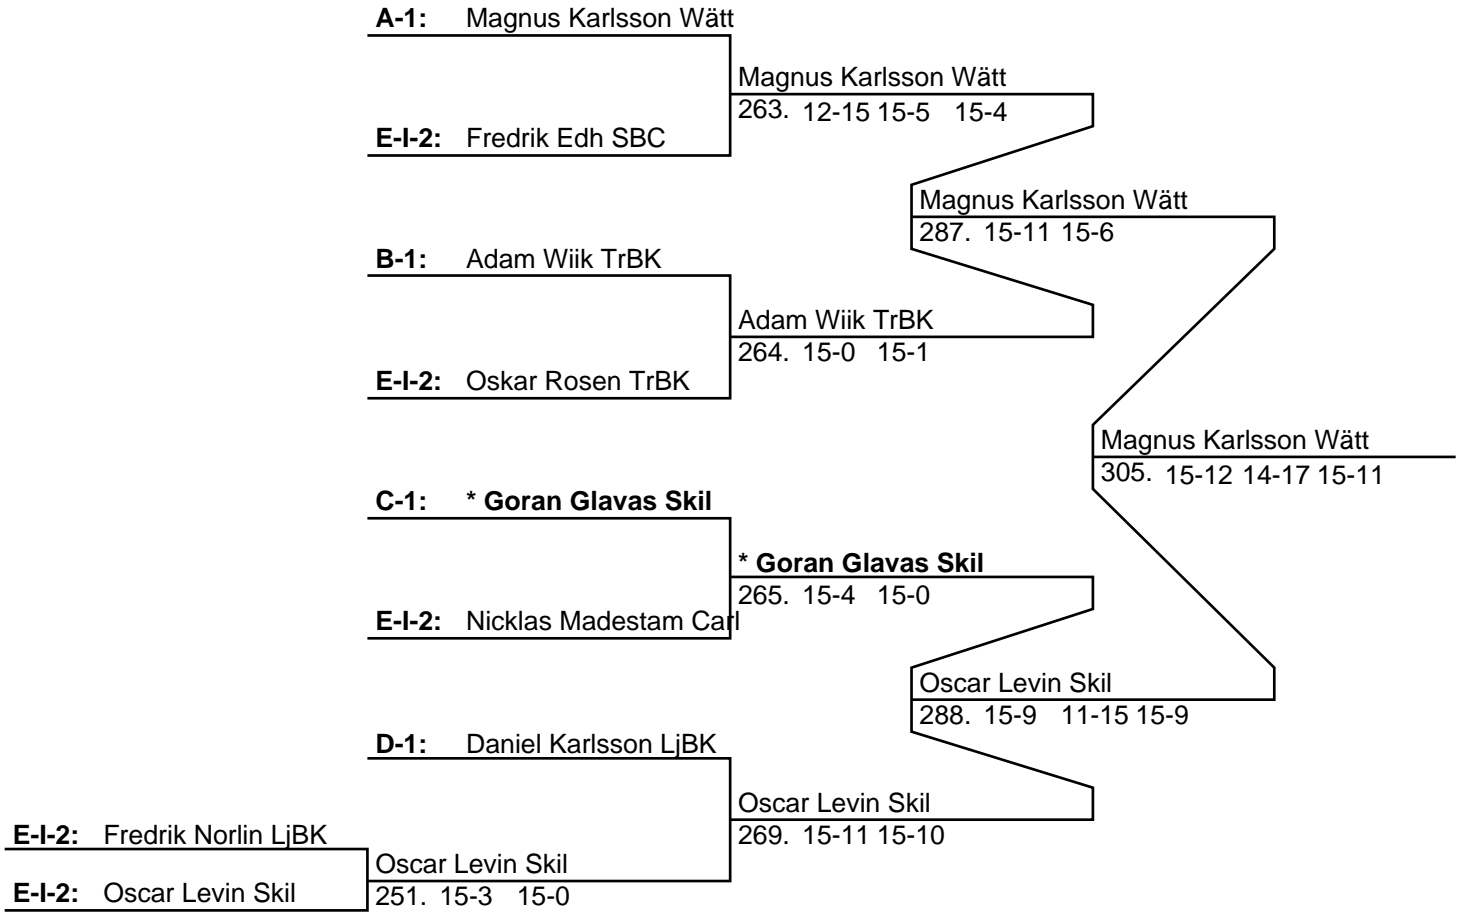 A-1: Magnus Karlsson Wätt
Magnus Karlsson Wätt
263. 12-15 15-5 15-4
E-I-2: Fredrik Edh SBC
Magnus Karlsson Wätt
287. 15-11 15-6
B-1: Adam Wiik TrBK
Adam Wiik TrBK
264. 15-0 15-1
E-I-2: Oskar Rosen TrBK
Magnus Karlsson Wätt
305. 15-12 14-17 15-11
C-1: * Goran Glavas Skil
* Goran Glavas Skil
265. 15-4 15-0
E-I-2: Nicklas Madestam Carl
Oscar Levin Skil
288. 15-9 11-15 15-9
D-1: Daniel Karlsson LjBK
Oscar Levin Skil
269. 15-11 15-10
E-I-2: Fredrik Norlin LjBK
Oscar Levin Skil
251. 15-3 15-0
E-I-2: Oscar Levin Skil